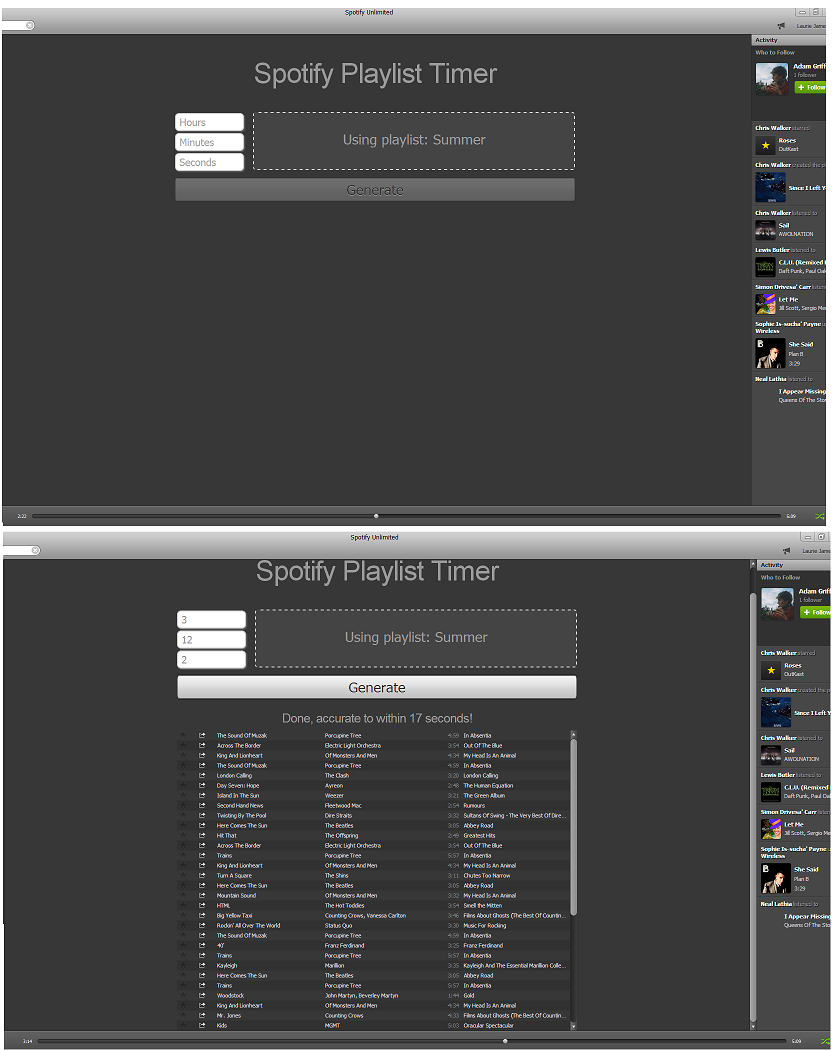 Spotify Unlimited
Laurie Jame
Spotify Playlist Timer
Hours
Minutes
Seconds
Using playlist: Summer
Generate
Activity
Who to Follow
Adam Griff
1 follower
+ Follow
Chris Walker starred
Roses
OutKast
Chris Walker created the p
Since I Left Y
Chris Walker listened to
Sail
AWOLNATION
Lewis Butler listened to
C.L.U. (Remixed
Daft Punk, Paul Oak
Simon Drivesa' Carr listene
Let Me
Jill Scott, Sergio Me
Sophie Is-sucha' Payne
Wireless
She Said
Plan B
3:29
Neal Lathia listened to
I Appear Missing
Queens Of The Sto
2:22
5:09
Spotify Unlimited
Laurie Jame
Spotify Playlist Timer
3
12
2
Using playlist: Summer
Generate
Done, accurate to within 17 seconds!
The Sound Of Muzak Porcupine Tree 4:59 In Absentia
Across The Border Electric Light Orchestra 3:54 Out Of The Blue
King And Lionheart Of Monsters And Men 4:34 My Head Is An Animal
The Sound Of Muzak Porcupine Tree 4:59 In Absentia
London Calling The Clash 3:20 London Calling
Day Seven: Hope Ayreon 2:48 The Human Equation
Island In The Sun Weezer 3:21 The Green Album
Second Hand News Fleetwood Mac 2:54 Rumours
Twisting By The Pool Dire Straits 3:32 Sultans Of Swing - The Very Best Of Dire...
Here Comes The Sun The Beatles 3:05 Abbey Road
Hit That The Offspring 2:49 Greatest Hits
Across The Border Electric Light Orchestra 3:54 Out Of The Blue
Trains Porcupine Tree 5:57 In Absentia
King And Lionheart Of Monsters And Men 4:34 My Head Is An Animal
Turn A Square The Shins 3:11 Chutes Too Narrow
Here Comes The Sun The Beatles 3:05 Abbey Road
Mountain Sound Of Monsters And Men 3:32 My Head Is An Animal
HTML The Hot Toddies 3:54 Smell the Mitten
Big Yellow Taxi Counting Crows, Vanessa Carlton 3:46 Films About Ghosts (The Best Of Countin...
Rockin' All Over The World Status Quo 3:30 Music For Rocking
The Sound Of Muzak Porcupine Tree 4:59 In Absentia
40' Franz Ferdinand 3:25 Franz Ferdinand
Trains Porcupine Tree 5:57 In Absentia
Kayleigh Marillion 3:35 Kayleigh And The Essential Marillion Colle...
Here Comes The Sun The Beatles 3:05 Abbey Road
Trains Porcupine Tree 5:57 In Absentia
Woodstock John Martyn, Beverley Martyn 1:44 Gold
King And Lionheart Of Monsters And Men 4:34 My Head Is An Animal
Mr. Jones Counting Crows 4:33 Films About Ghosts (The Best Of Countin...
Kids MGMT 5:03 Oracular Spectacular
Activity
Who to Follow
Adam Griff
1 follower
+ Follow
Chris Walker starred
Roses
OutKast
Chris Walker created the p
Since I Left Y
Chris Walker listened to
Sail
AWOLNATION
Lewis Butler listened to
C.L.U. (Remixed
Daft Punk, Paul Oa
Simon Drivesa' Carr listen
Let Me
Jill Scott, Sergio Me
Sophie Is-sucha' Payne
Wireless
She Said
Plan B
3:29
Neal Lathia listened to
I Appear Missing
Queens Of The Sto
3:14
5:09